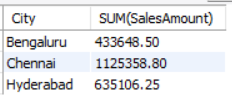 City SUM(SalesAmount)
Bengaluru 433648.50
Chennai 1125358.80
Hyderabad 635106.25